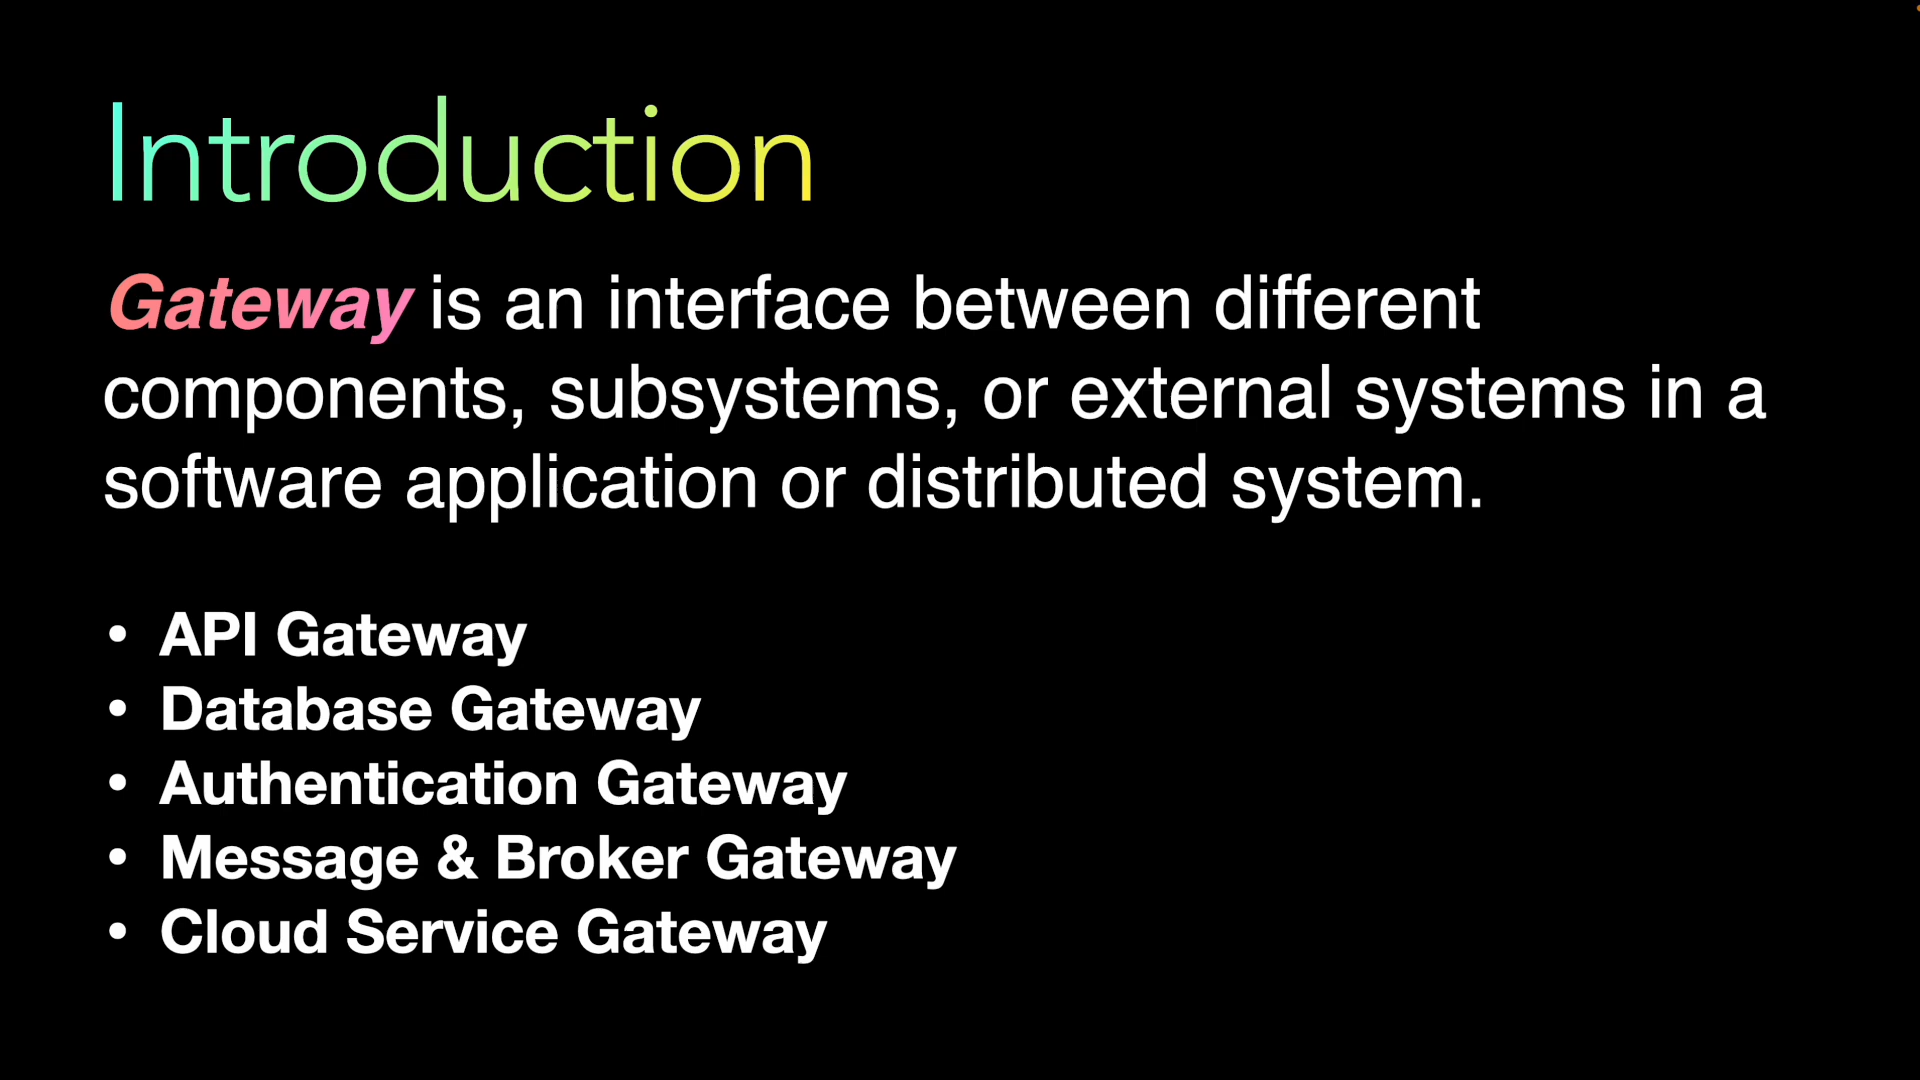 Introduction
Gateway is an interface between different
components, subsystems, or external systems in a
software application or distributed system.
• API Gateway
• Database Gateway
• Authentication Gateway
• Message & Broker Gateway
• Cloud Service Gateway